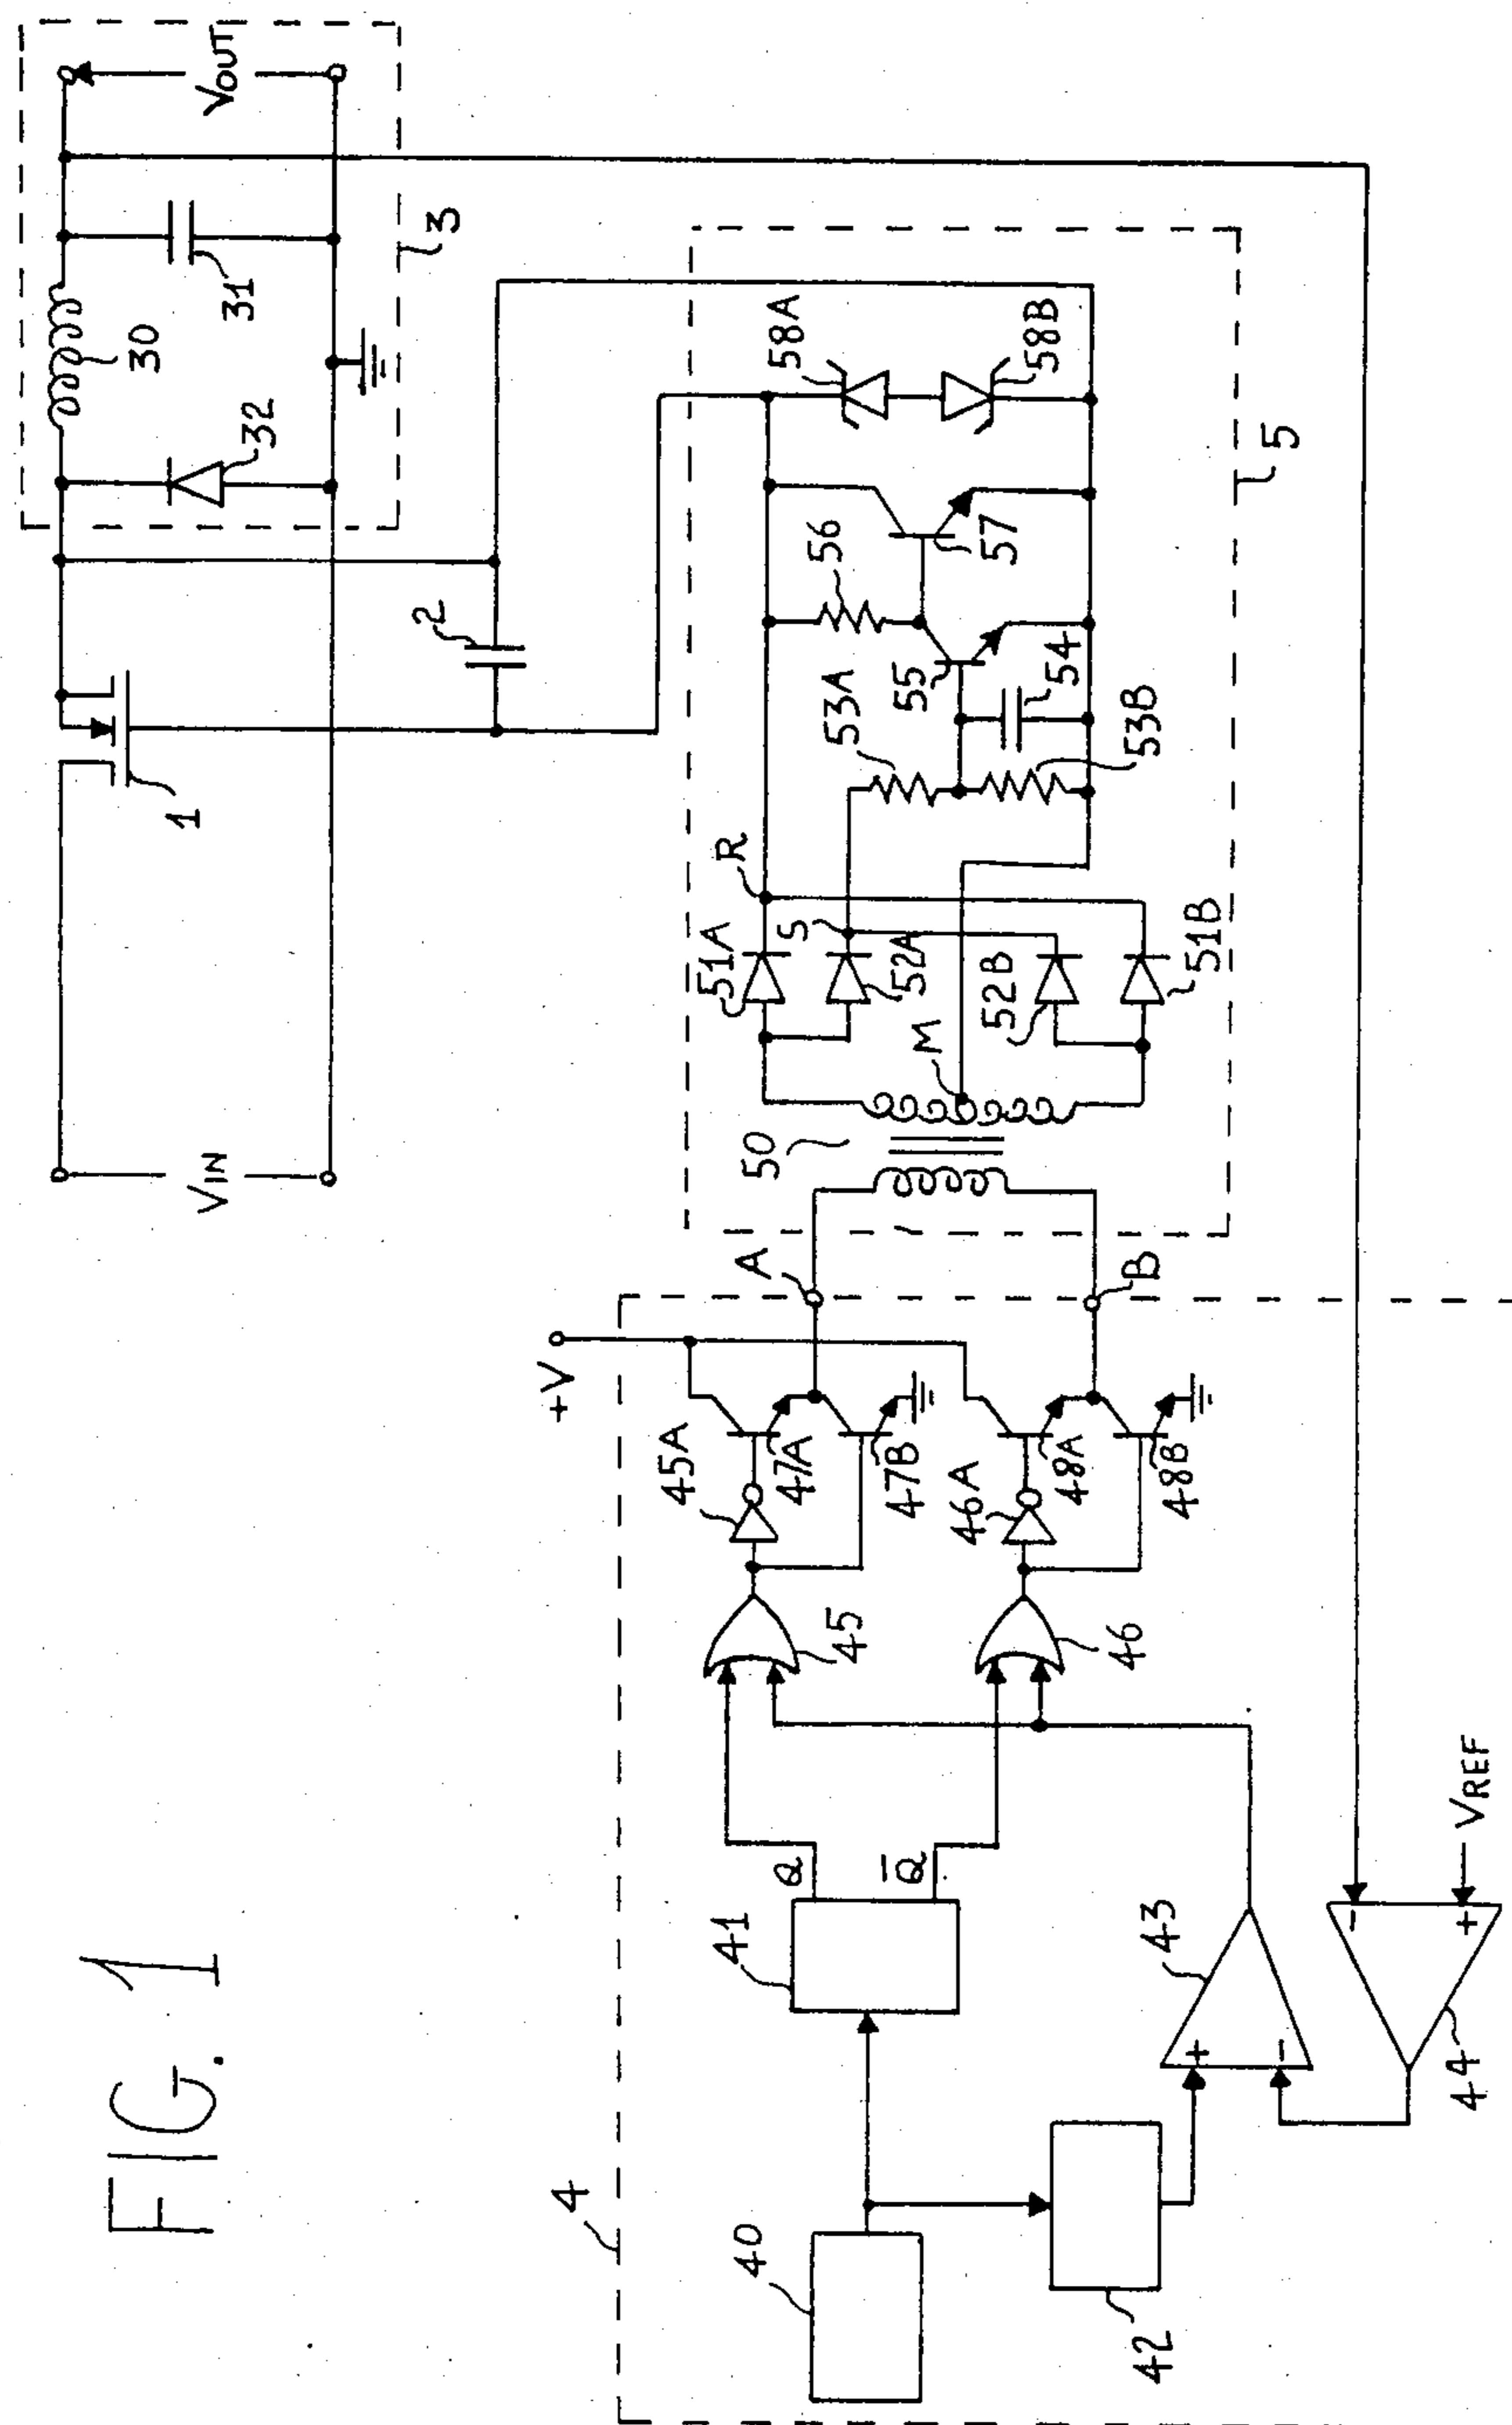 FIG. 1
VIN
1
2
VOUT
30
31
32
3
4
40
41
Q
Q̅
42
43
+
-
44
-
+
VREF
45
46
45A
46A
47A
47B
48A
48B
+V
A
B
50
M
R
S
51A
52A
52B
51B
53A
53B
54
55
56
57
58A
58B
5